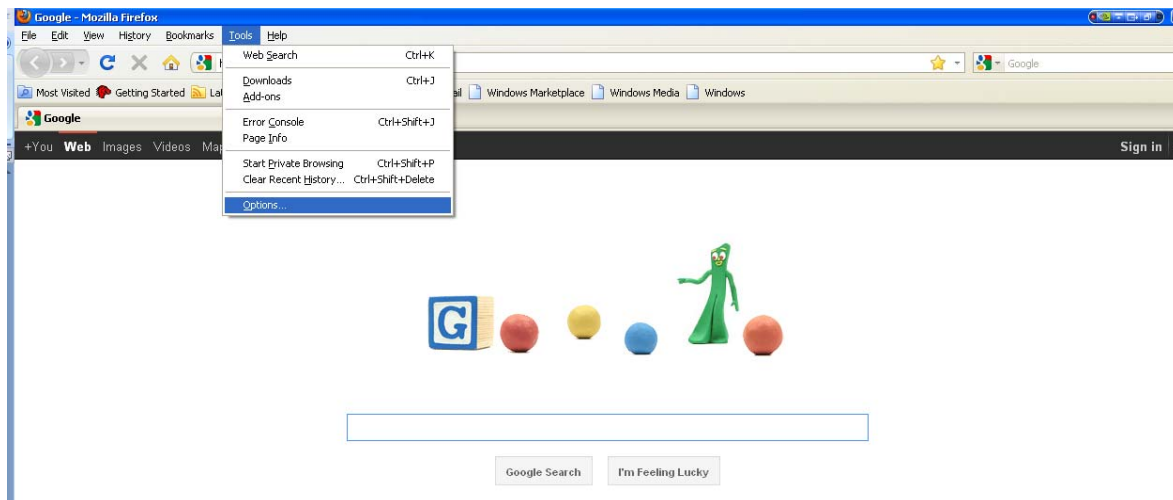 Google - Mozilla Firefox
File Edit View History Bookmarks Tools Help
Web Search Ctrl+K
Google
Most Visited Getting Started Windows Marketplace Windows Media Windows
Downloads Ctrl+J
Add-ons
Google
Error Console Ctrl+Shift+J
Page Info
+You Web Images Videos Sign in
Start Private Browsing Ctrl+Shift+P
Clear Recent History... Ctrl+Shift+Delete
Options...
G
Google Search I'm Feeling Lucky